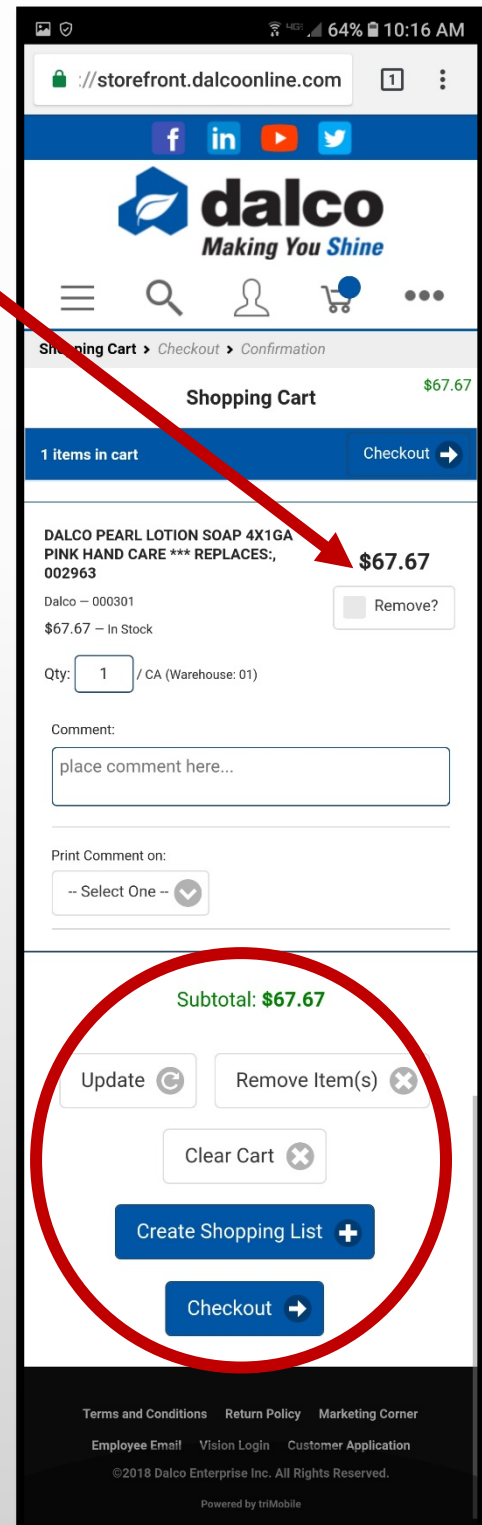 4G 64% 10:16 AM
://storefront.dalcoonline.com 1
f in
dalco
Making You Shine
Shopping Cart > Checkout > Confirmation
Shopping Cart $67.67
1 items in cart Checkout
DALCO PEARL LOTION SOAP 4X1GA
PINK HAND CARE *** REPLACES:,
002963
$67.67
Dalco – 000301
Remove?
$67.67 – In Stock
Qty: 1 / CA (Warehouse: 01)
Comment:
place comment here...
Print Comment on:
-- Select One --
Subtotal: $67.67
Update Remove Item(s)
Clear Cart
Create Shopping List
Checkout
Terms and Conditions Return Policy Marketing Corner
Employee Email Vision Login Customer Application
©2018 Dalco Enterprise Inc. All Rights Reserved.
Powered by triMobile